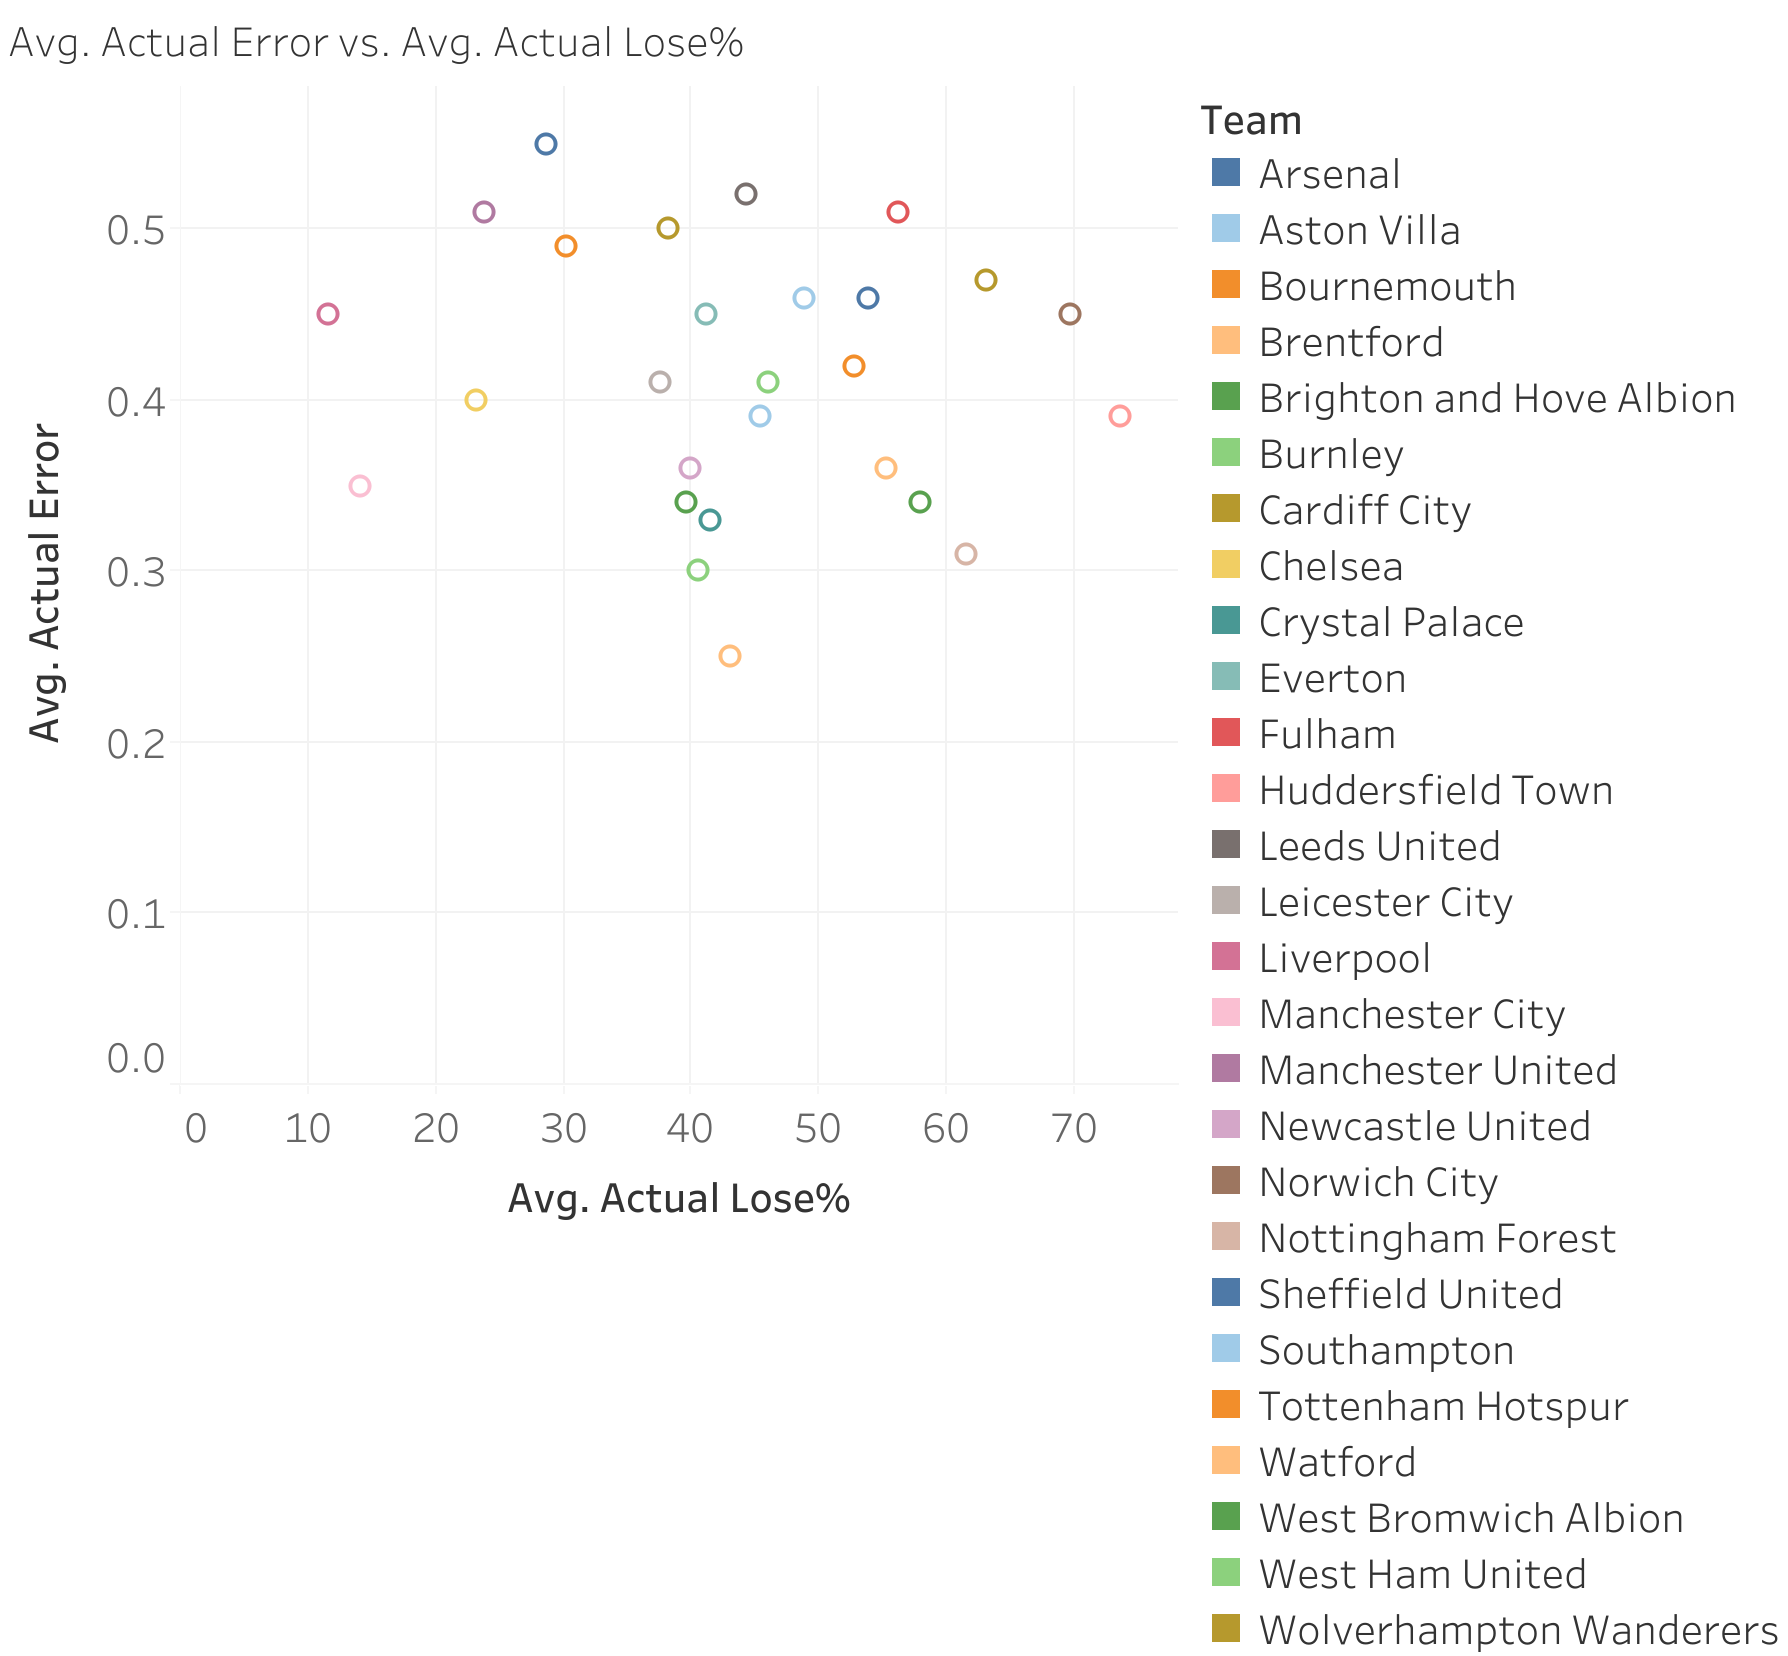 Avg. Actual Error vs. Avg. Actual Lose%
Avg. Actual Error
0.5
0.4
0.3
0.2
0.1
0.0
0 10 20 30 40 50 60 70
Avg. Actual Lose%
Team
Arsenal
Aston Villa
Bournemouth
Brentford
Brighton and Hove Albion
Burnley
Cardiff City
Chelsea
Crystal Palace
Everton
Fulham
Huddersfield Town
Leeds United
Leicester City
Liverpool
Manchester City
Manchester United
Newcastle United
Norwich City
Nottingham Forest
Sheffield United
Southampton
Tottenham Hotspur
Watford
West Bromwich Albion
West Ham United
Wolverhampton Wanderers